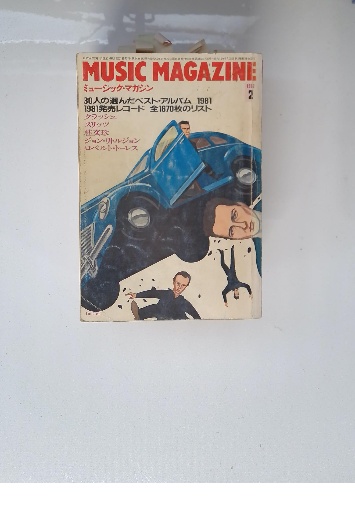 MUSIC MAGAZINE
ミュージック・マガジン
30人の選んだベスト・アルバム 1981
1981発売レコード 全1870枚のリスト
クラッシュ
スリッツ
ジョン・リトルジョン
ロベルト・トーレス
2